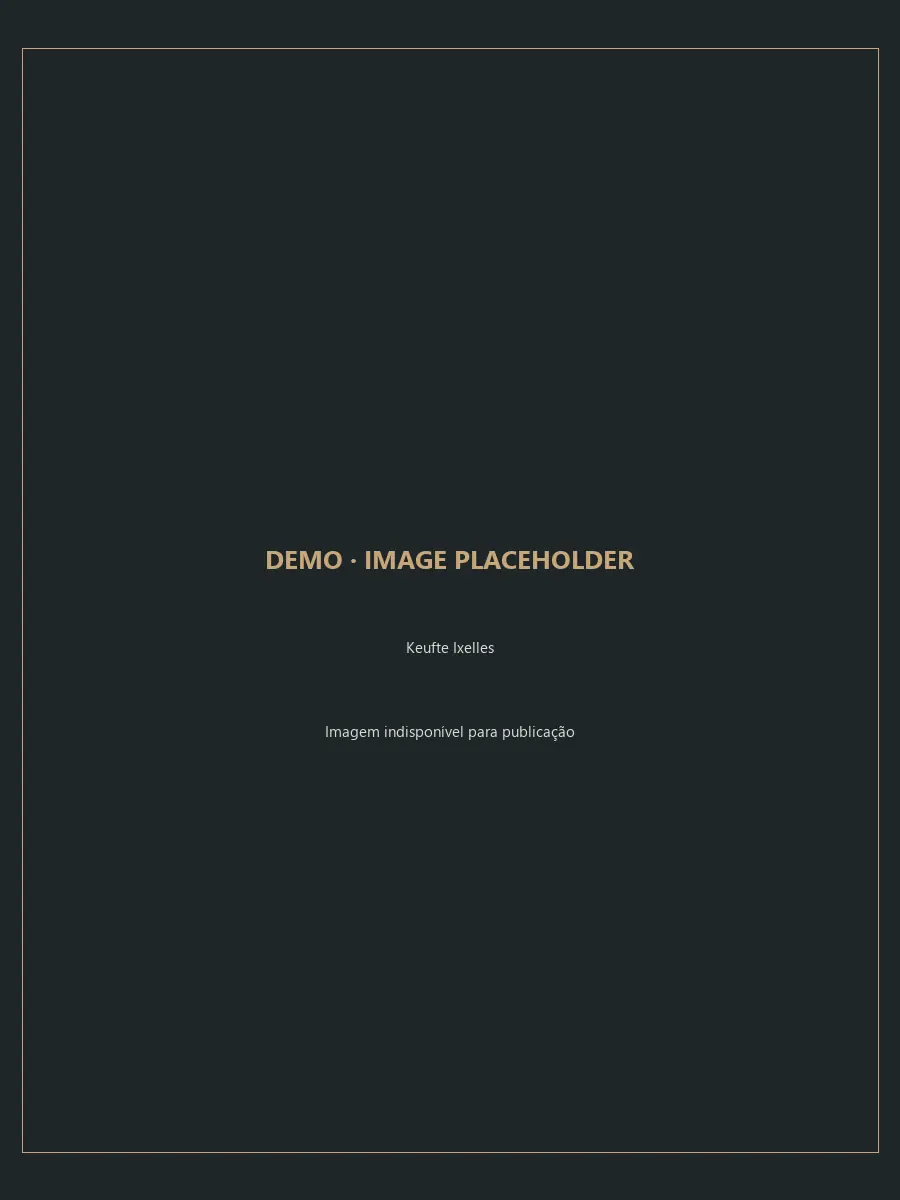 DEMO · IMAGE PLACEHOLDER
Keufte Ixelles
Imagem indisponível para publicação